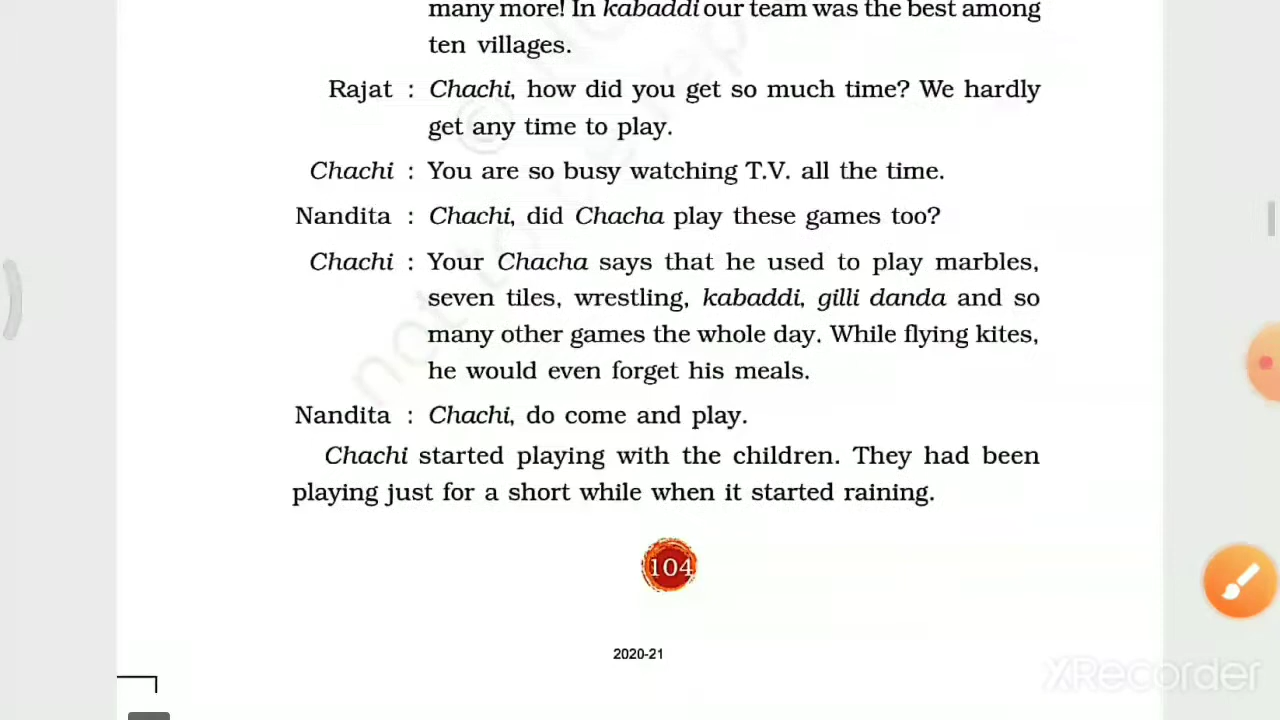 many more! In kabaddi our team was the best among
ten villages.
Rajat : Chachi, how did you get so much time? We hardly
get any time to play.
Chachi : You are so busy watching T.V. all the time.
Nandita : Chachi, did Chacha play these games too?
Chachi : Your Chacha says that he used to play marbles,
seven tiles, wrestling, kabaddi, gilli danda and so
many other games the whole day. While flying kites,
he would even forget his meals.
Nandita : Chachi, do come and play.
Chachi started playing with the children. They had been
playing just for a short while when it started raining.
104
2020-21
XRecorder